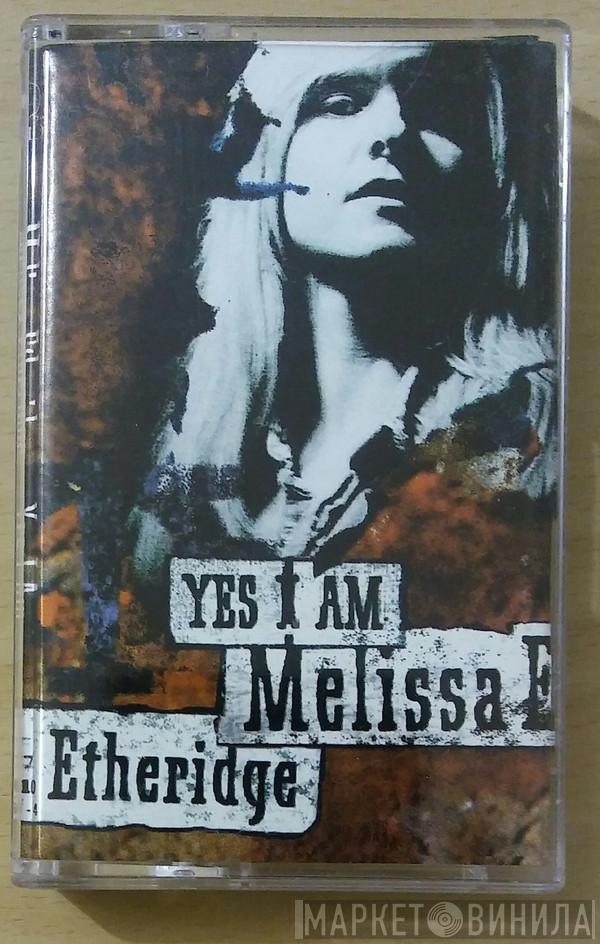 YES I AM
Melissa E
Etheridge
МАРКЕТ ВИНИЛА